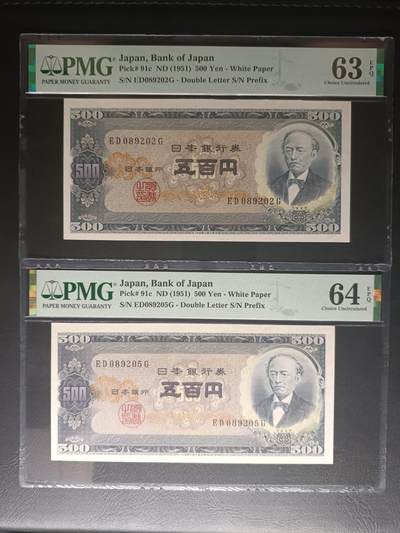 PMG
PAPER MONEY GUARANTY
Japan, Bank of Japan
Pick# 91c ND (1951) 500 Yen - White Paper
S/N ED089202G - Double Letter S/N Prefix
63 EPQ
Choice Uncirculated
500
500
ED089202G
日本銀行券
500
五百円
日本銀行
ED089202G
500
500
PMG
PAPER MONEY GUARANTY
Japan, Bank of Japan
Pick# 91c ND (1951) 500 Yen - White Paper
S/N ED089205G - Double Letter S/N Prefix
64 EPQ
Choice Uncirculated
500
500
ED089205G
日本銀行券
500
五百円
日本銀行
ED089205G
500
500